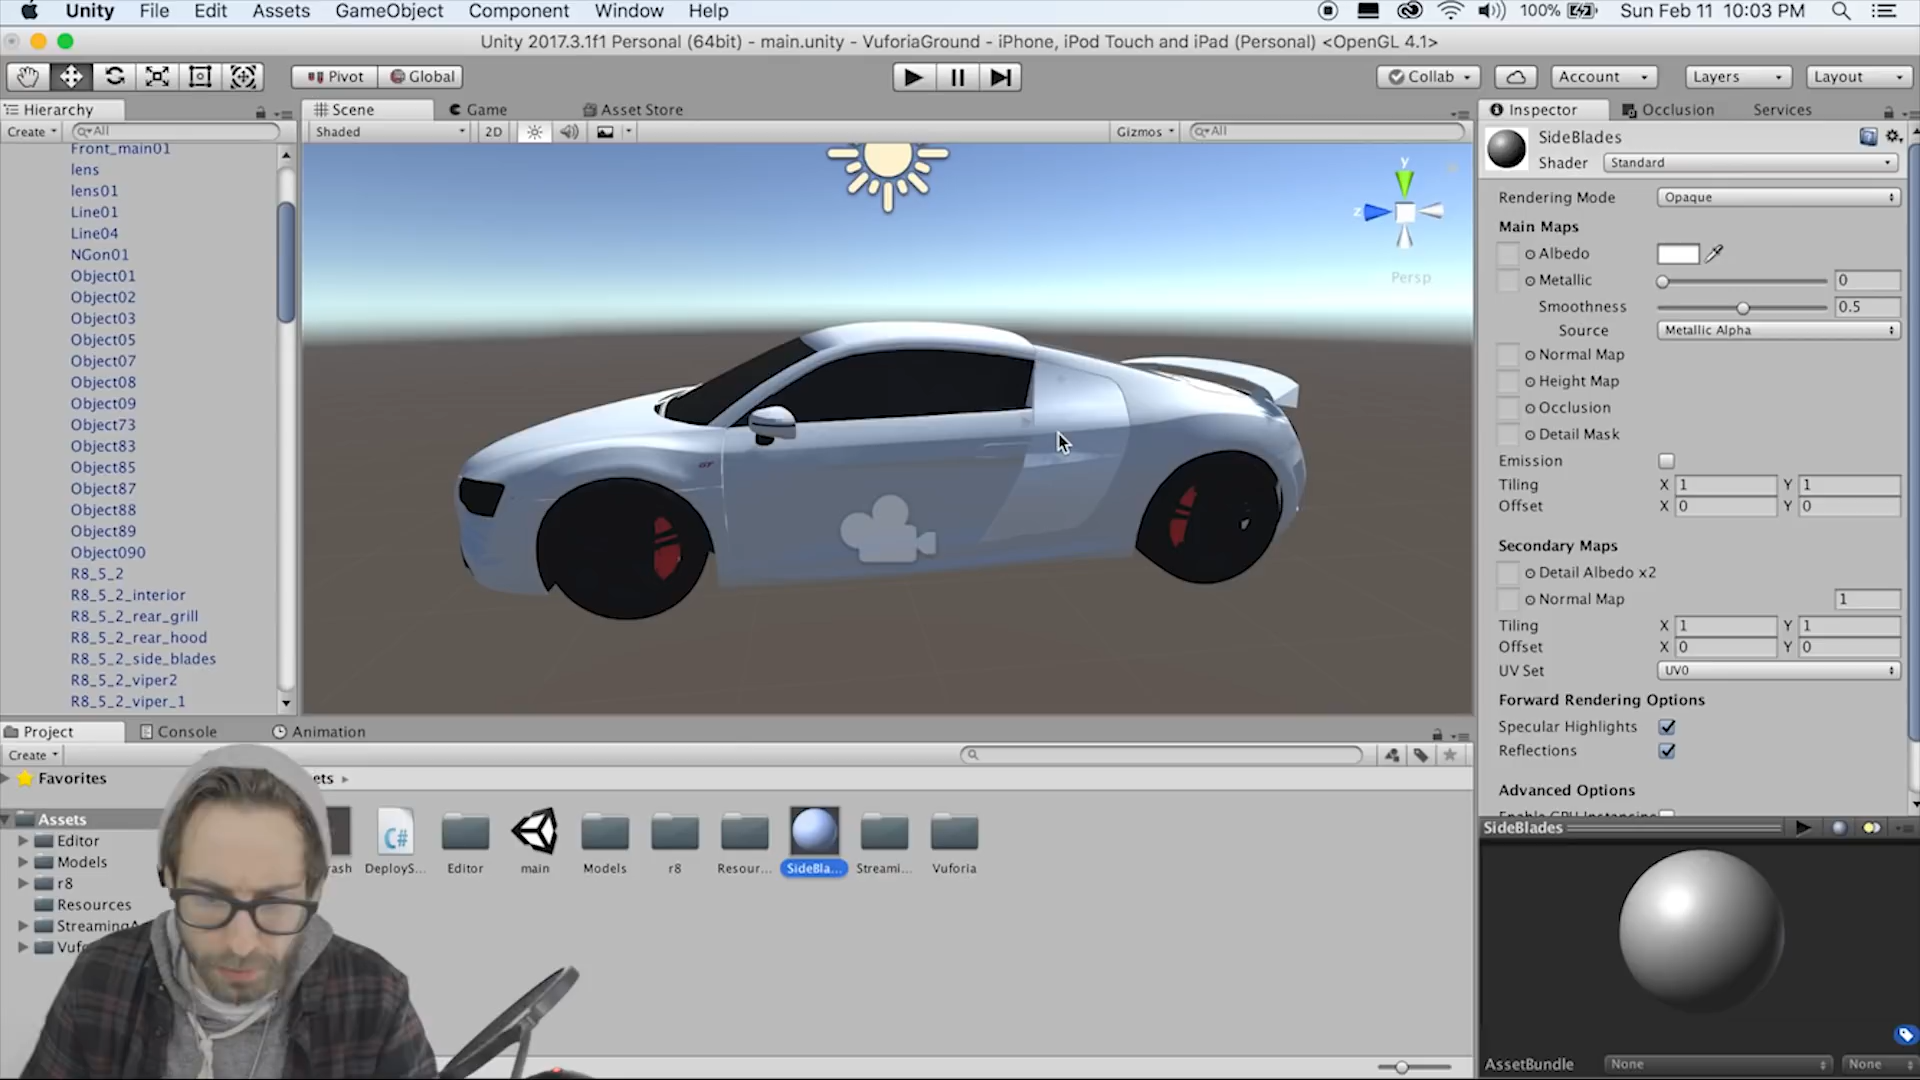 Unity File Edit Assets GameObject Component Window Help 100% Sun Feb 11 10:03 PM
Unity 2017.3.1f1 Personal (64bit) - main.unity - VuforiaGround - iPhone, iPod Touch and iPad (Personal) <OpenGL 4.1>
Pivot Global Collab Account Layers Layout
Hierarchy Scene Game Asset Store Inspector Occlusion Services
Create All Shaded 2D Gizmos All
Front_main01
lens
lens01
Line01
Line04
NGon01
Object01
Object02
Object03
Object05
Object07
Object08
Object09
Object73
Object83
Object85
Object87
Object88
Object89
Object090
R8_5_2
R8_5_2_interior
R8_5_2_rear_grill
R8_5_2_rear_hood
R8_5_2_side_blades
R8_5_2_viper2
R8_5_2_viper_1
y
z
Persp
GT
SideBlades
Shader Standard
Rendering Mode Opaque
Main Maps
Albedo
Metallic 0
Smoothness 0.5
Source Metallic Alpha
Normal Map
Height Map
Occlusion
Detail Mask
Emission
Tiling X 1 Y 1
Offset X 0 Y 0
Secondary Maps
Detail Albedo x2
Normal Map 1
Tiling X 1 Y 1
Offset X 0 Y 0
UV Set UV0
Forward Rendering Options
Specular Highlights
Reflections
Advanced Options
Enable GPU Instancing
SideBlades
AssetBundle None None
Project Console Animation
Create
Favorites
ets
Assets
Editor
Models
r8
Resources
StreamingA
Vuf
rash DeployS... Editor main Models r8 Resour... SideBla... Streami... Vuforia
C#